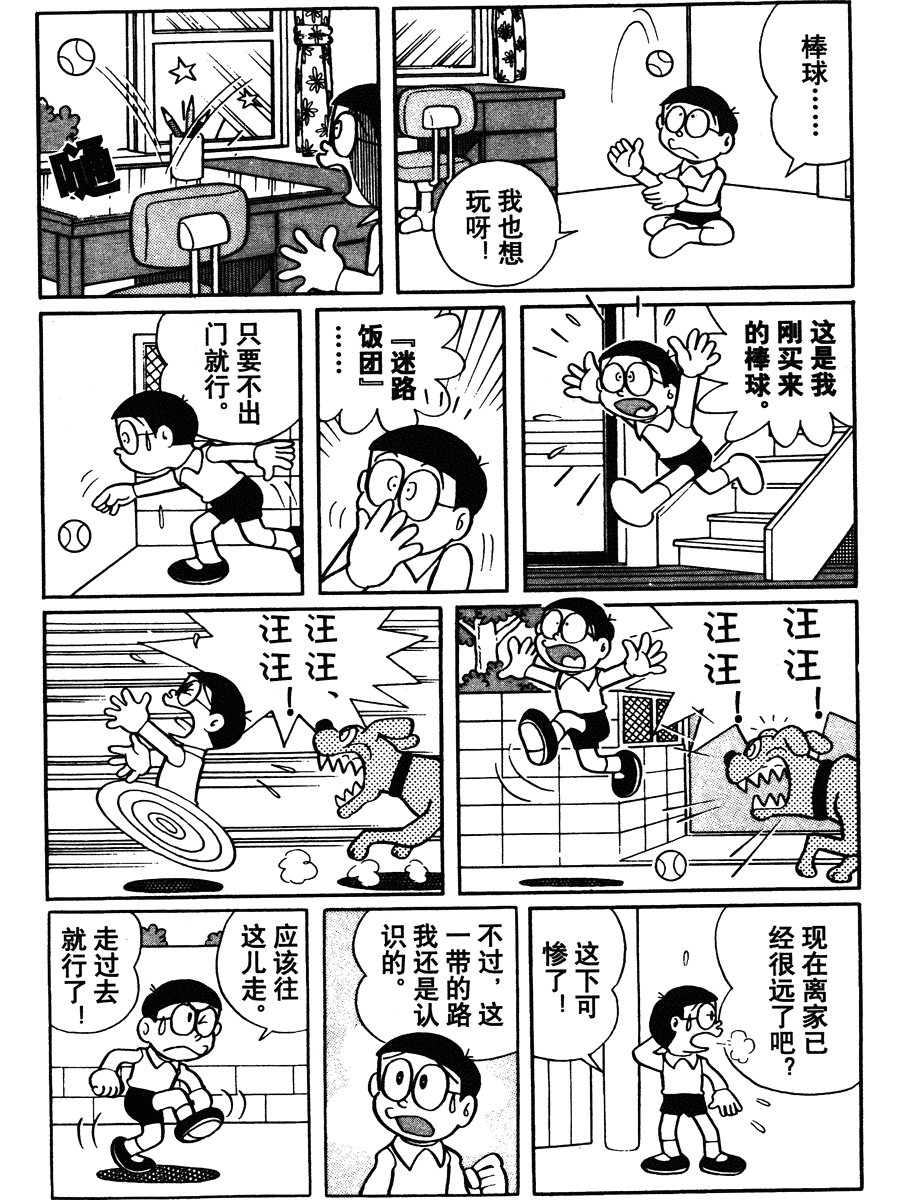 棒球……
我也想
玩呀！
这是我
刚买来
的棒球。
『迷路
饭团』
……
只要不出
门就行。
汪汪！
汪汪！
汪汪、
汪汪！
现在离家已
经很远了吧？
这下可
惨了！
不过，这
一带的路
我还是认
识的。
应该往
这儿走。
走过去
就行了！